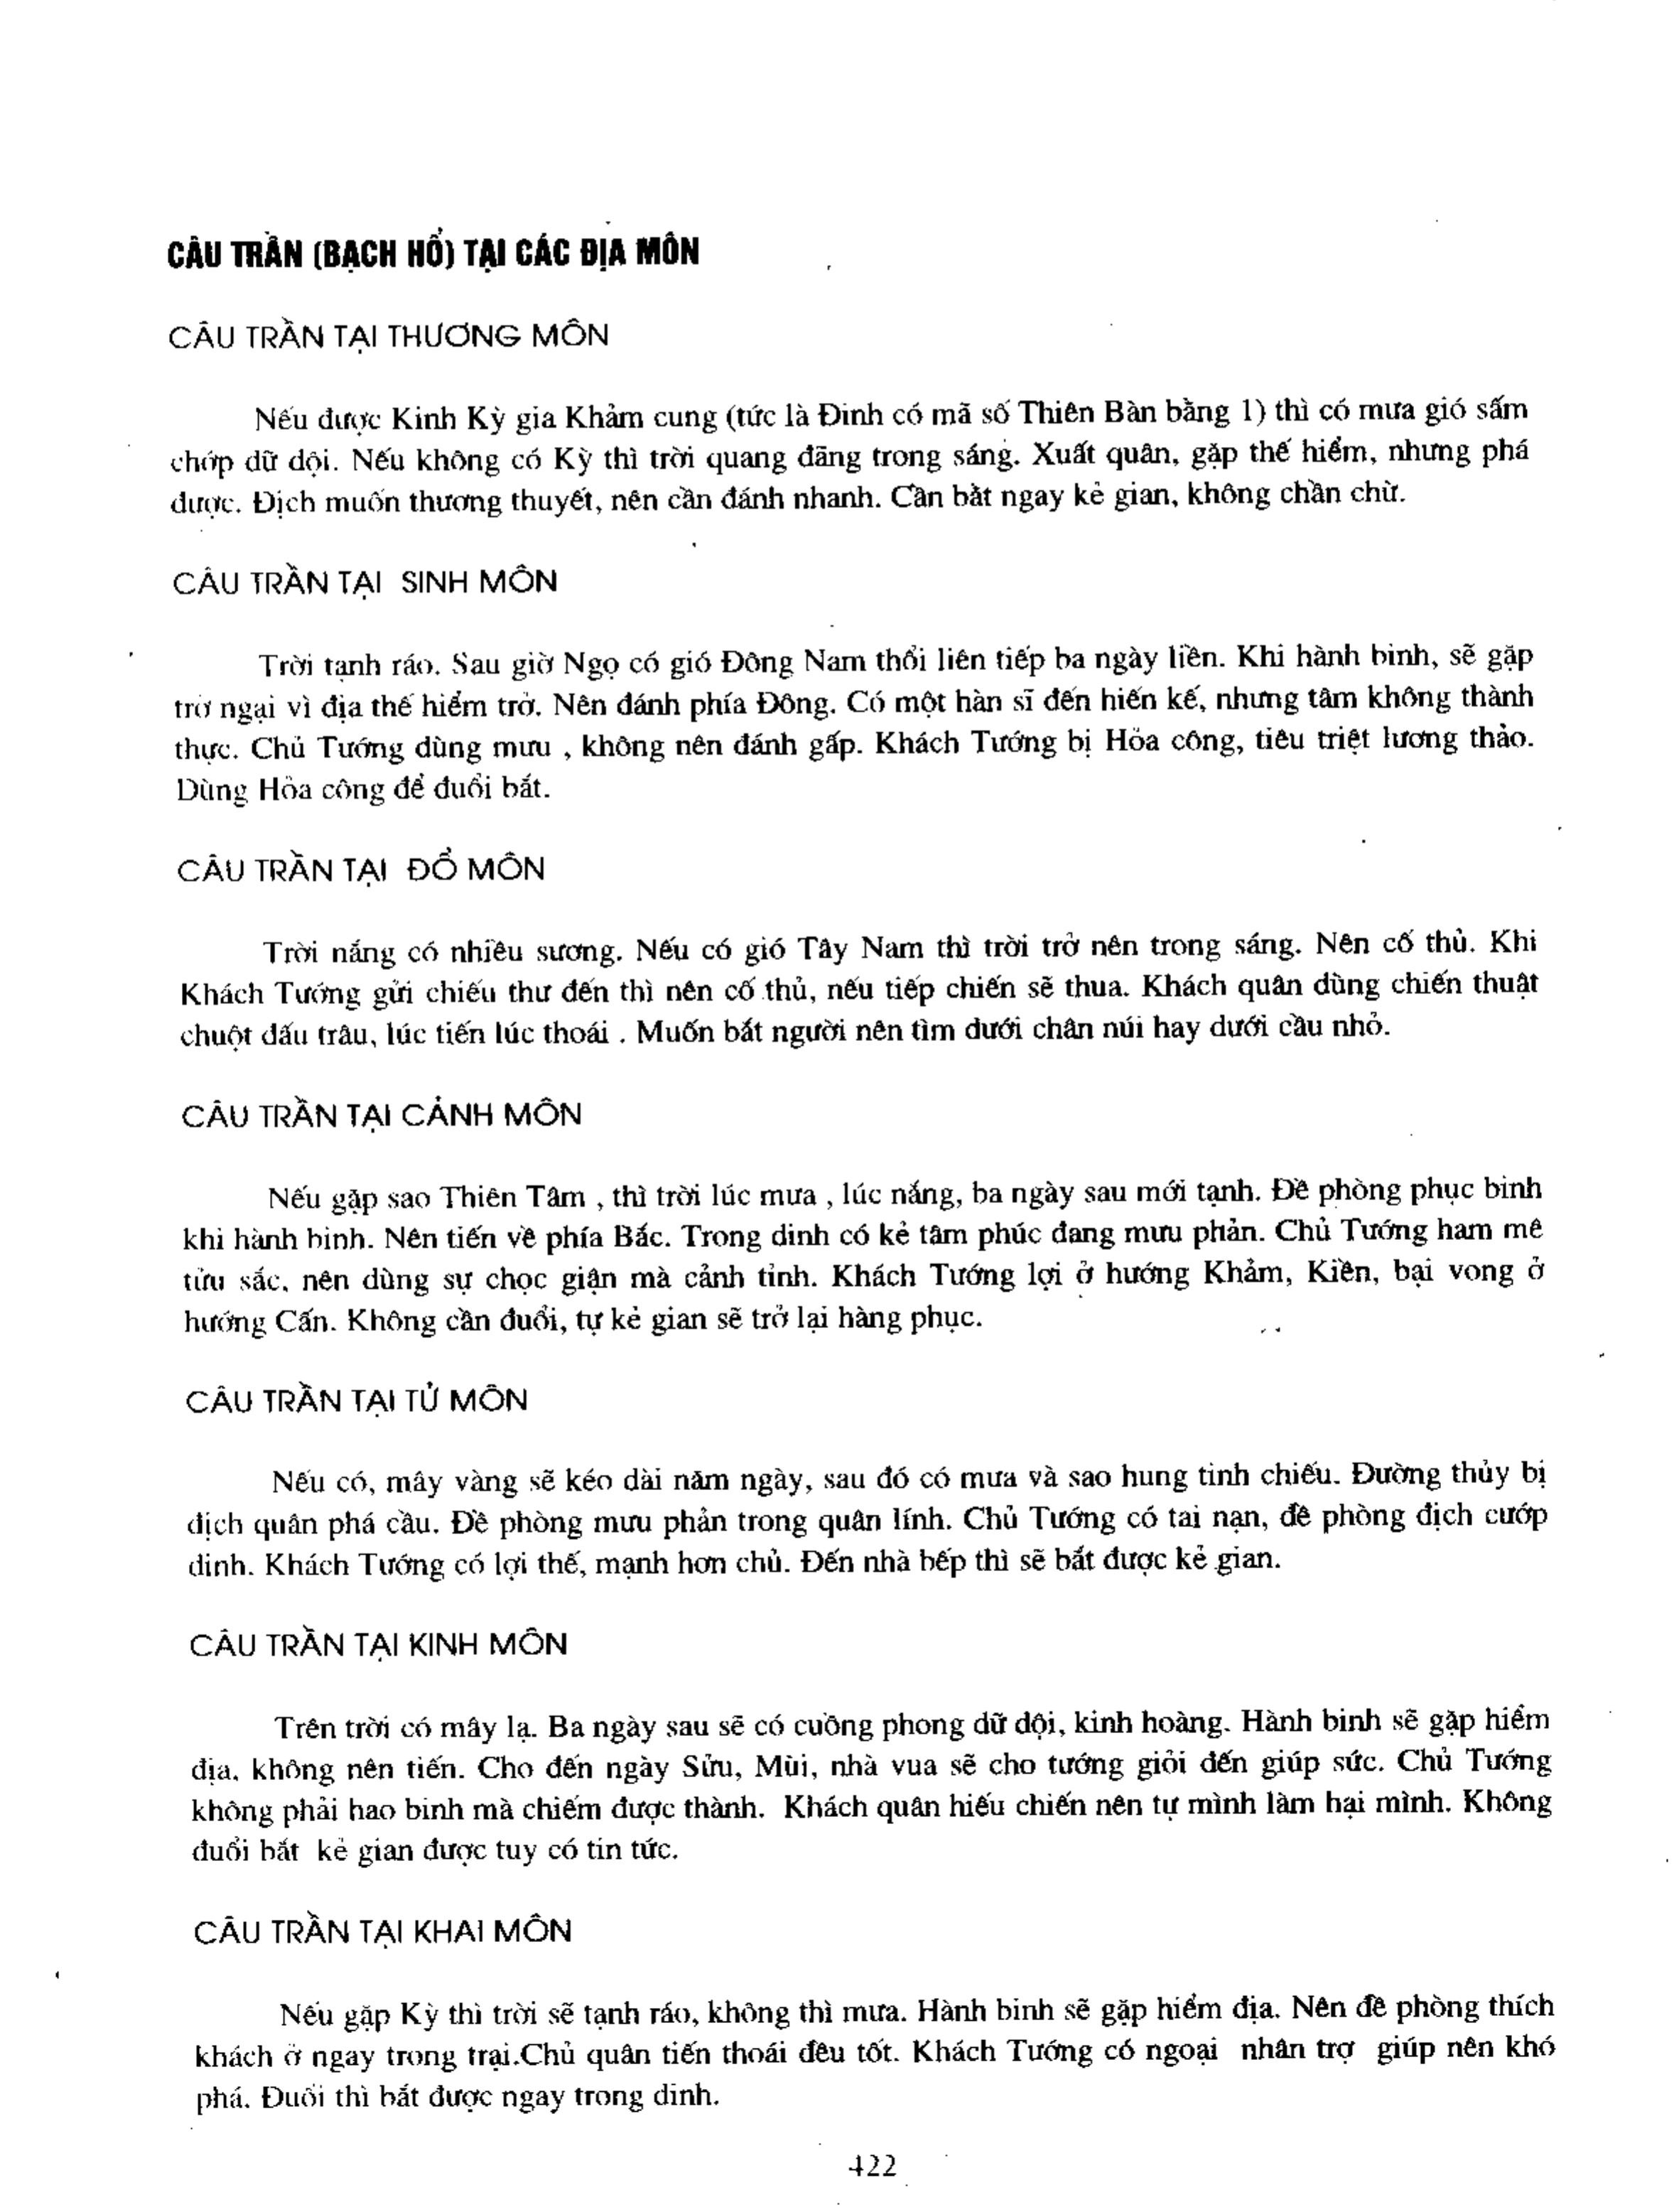 CÂU TRẦN (BẠCH HỔ) TẠI CÁC ĐỊA MÔN
CÂU TRẦN TẠI THƯƠNG MÔN
Nếu được Kinh Kỳ gia Khảm cung (tức là Đinh có mã số Thiên Bàn bằng 1) thì có mưa gió sấm
chớp dữ dội. Nếu không có Kỳ thì trời quang đãng trong sáng. Xuất quân, gặp thế hiểm, nhưng phá
được. Địch muốn thương thuyết, nên cần đánh nhanh. Cần bắt ngay kẻ gian, không chần chừ.
CÂU TRẦN TẠI SINH MÔN
Trời tạnh ráo. Sau giờ Ngọ có gió Đông Nam thổi liên tiếp ba ngày liền. Khi hành binh, sẽ gặp
trở ngại vì địa thế hiểm trở. Nên đánh phía Đông. Có một hàn sĩ đến hiến kế, nhưng tâm không thành
thực. Chủ Tướng dùng mưu , không nên đánh gấp. Khách Tướng bị Hỏa công, tiêu triệt lương thảo.
Dùng Hỏa công để đuổi bắt.
CÂU TRẦN TẠI ĐỔ MÔN
Trời nắng có nhiều sương. Nếu có gió Tây Nam thì trời trở nên trong sáng. Nên cố thủ. Khi
Khách Tướng gửi chiếu thư đến thì nên cố thủ, nếu tiếp chiến sẽ thua. Khách quân dùng chiến thuật
chuột đấu trâu, lúc tiến lúc thoái . Muốn bắt người nên tìm dưới chân núi hay dưới cầu nhỏ.
CÂU TRẦN TẠI CẢNH MÔN
Nếu gặp sao Thiên Tâm , thì trời lúc mưa , lúc nắng, ba ngày sau mới tạnh. Đề phòng phục binh
khi hành binh. Nên tiến về phía Bắc. Trong dinh có kẻ tâm phúc đang mưu phản. Chủ Tướng ham mê
tửu sắc, nên dùng sự chọc giận mà cảnh tỉnh. Khách Tướng lợi ở hướng Khảm, Kiền, bại vong ở
hướng Cấn. Không cần đuổi, tự kẻ gian sẽ trở lại hàng phục.
CÂU TRẦN TẠI TỬ MÔN
Nếu có, mây vàng sẽ kéo dài năm ngày, sau đó có mưa và sao hung tinh chiếu. Đường thủy bị
địch quân phá cầu. Đề phòng mưu phản trong quân lính. Chủ Tướng có tai nạn, đề phòng địch cướp
dinh. Khách Tướng có lợi thế, mạnh hơn chủ. Đến nhà bếp thì sẽ bắt được kẻ gian.
CÂU TRẦN TẠI KINH MÔN
Trên trời có mây lạ. Ba ngày sau sẽ có cuồng phong dữ dội, kinh hoàng. Hành binh sẽ gặp hiểm
địa, không nên tiến. Cho đến ngày Sửu, Mùi, nhà vua sẽ cho tướng giỏi đến giúp sức. Chủ Tướng
không phải hao binh mà chiếm được thành. Khách quân hiếu chiến nên tự mình làm hại mình. Không
đuổi bắt kẻ gian được tuy có tin tức.
CÂU TRẦN TẠI KHAI MÔN
Nếu gặp Kỳ thì trời sẽ tạnh ráo, không thì mưa. Hành binh sẽ gặp hiểm địa. Nên đề phòng thích
khách ở ngay trong trại.Chủ quân tiến thoái đều tốt. Khách Tướng có ngoại nhân trợ giúp nên khó
phá. Đuổi thì bắt được ngay trong dinh.
422